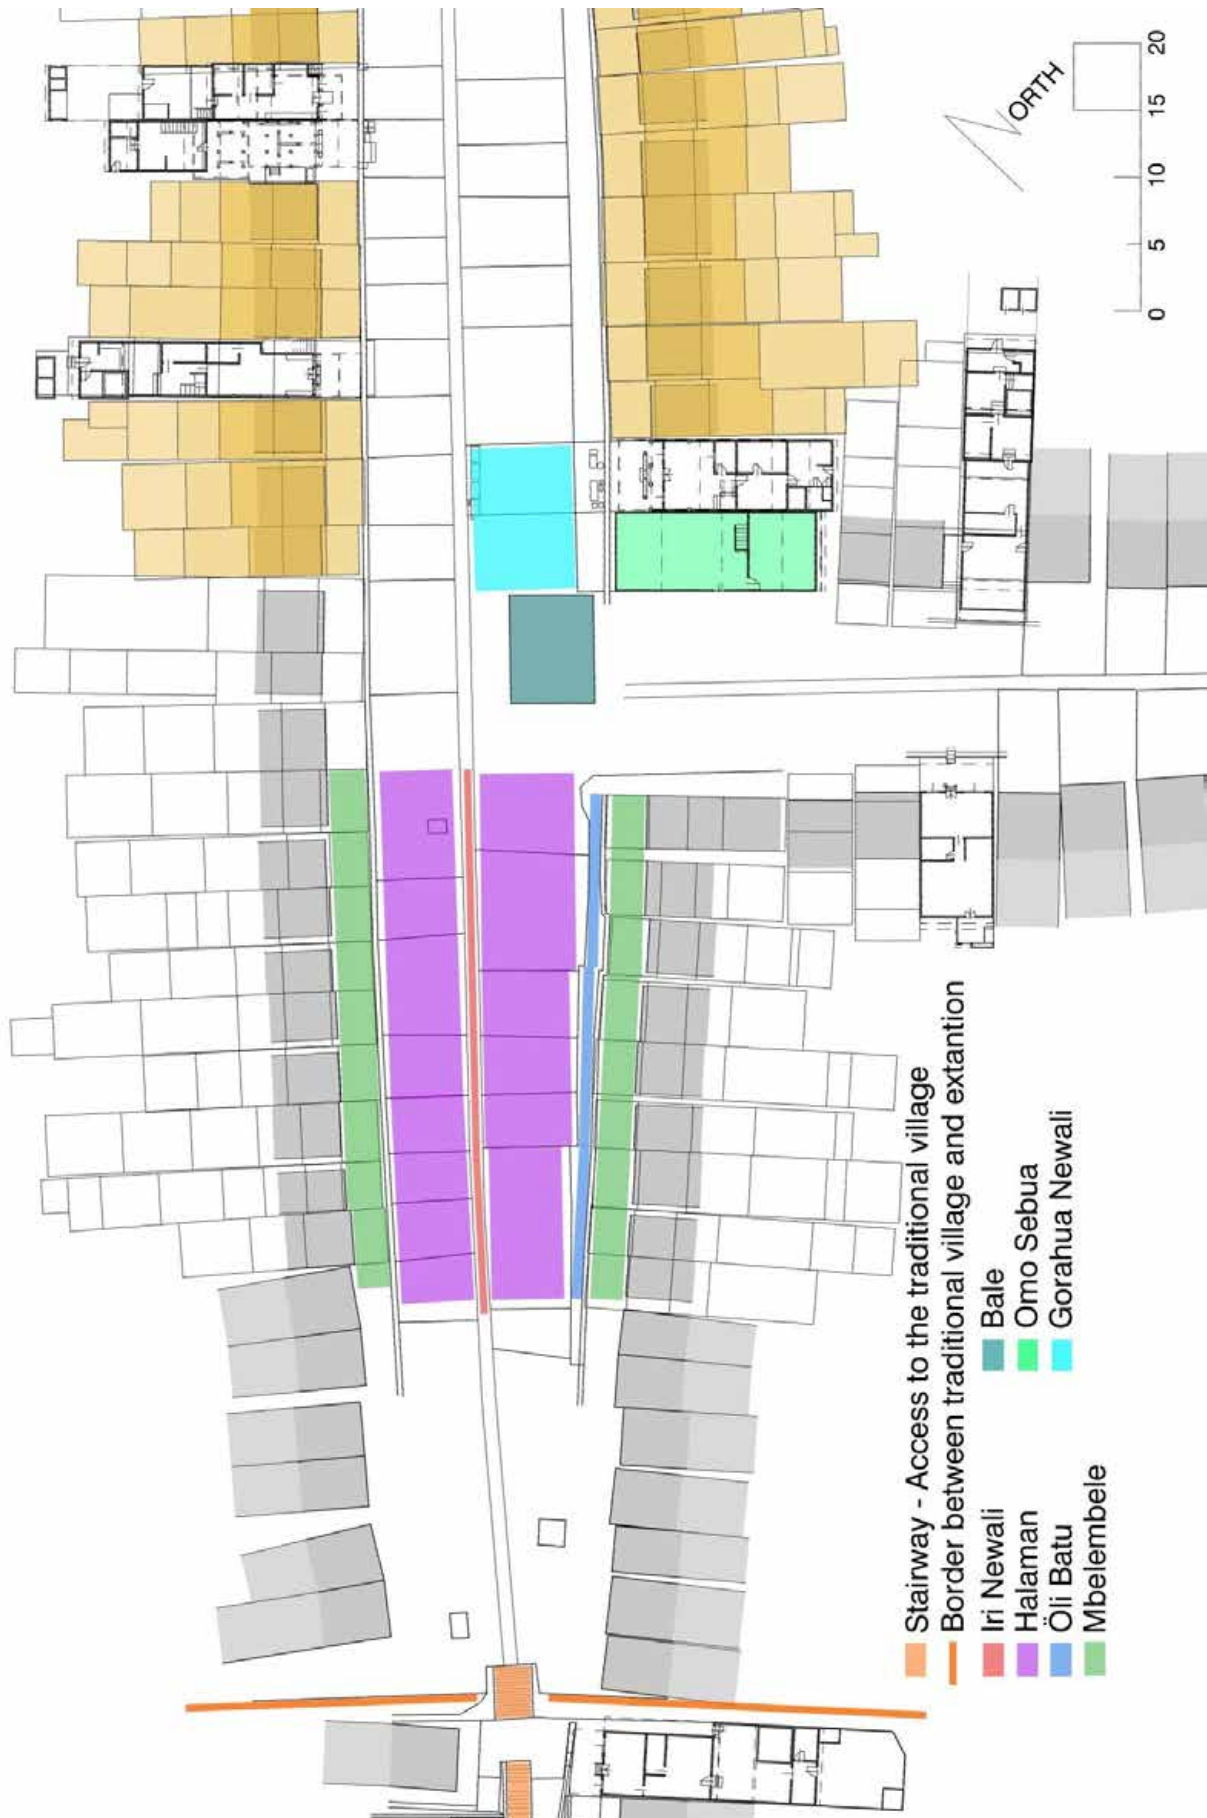 ORTH
0
5
10
15
20
Stairway - Access to the traditional village
Border between traditional village and extantion
Iri Newali
Halaman
Öli Batu
Mbelembele
Bale
Omo Sebua
Gorahua Newali